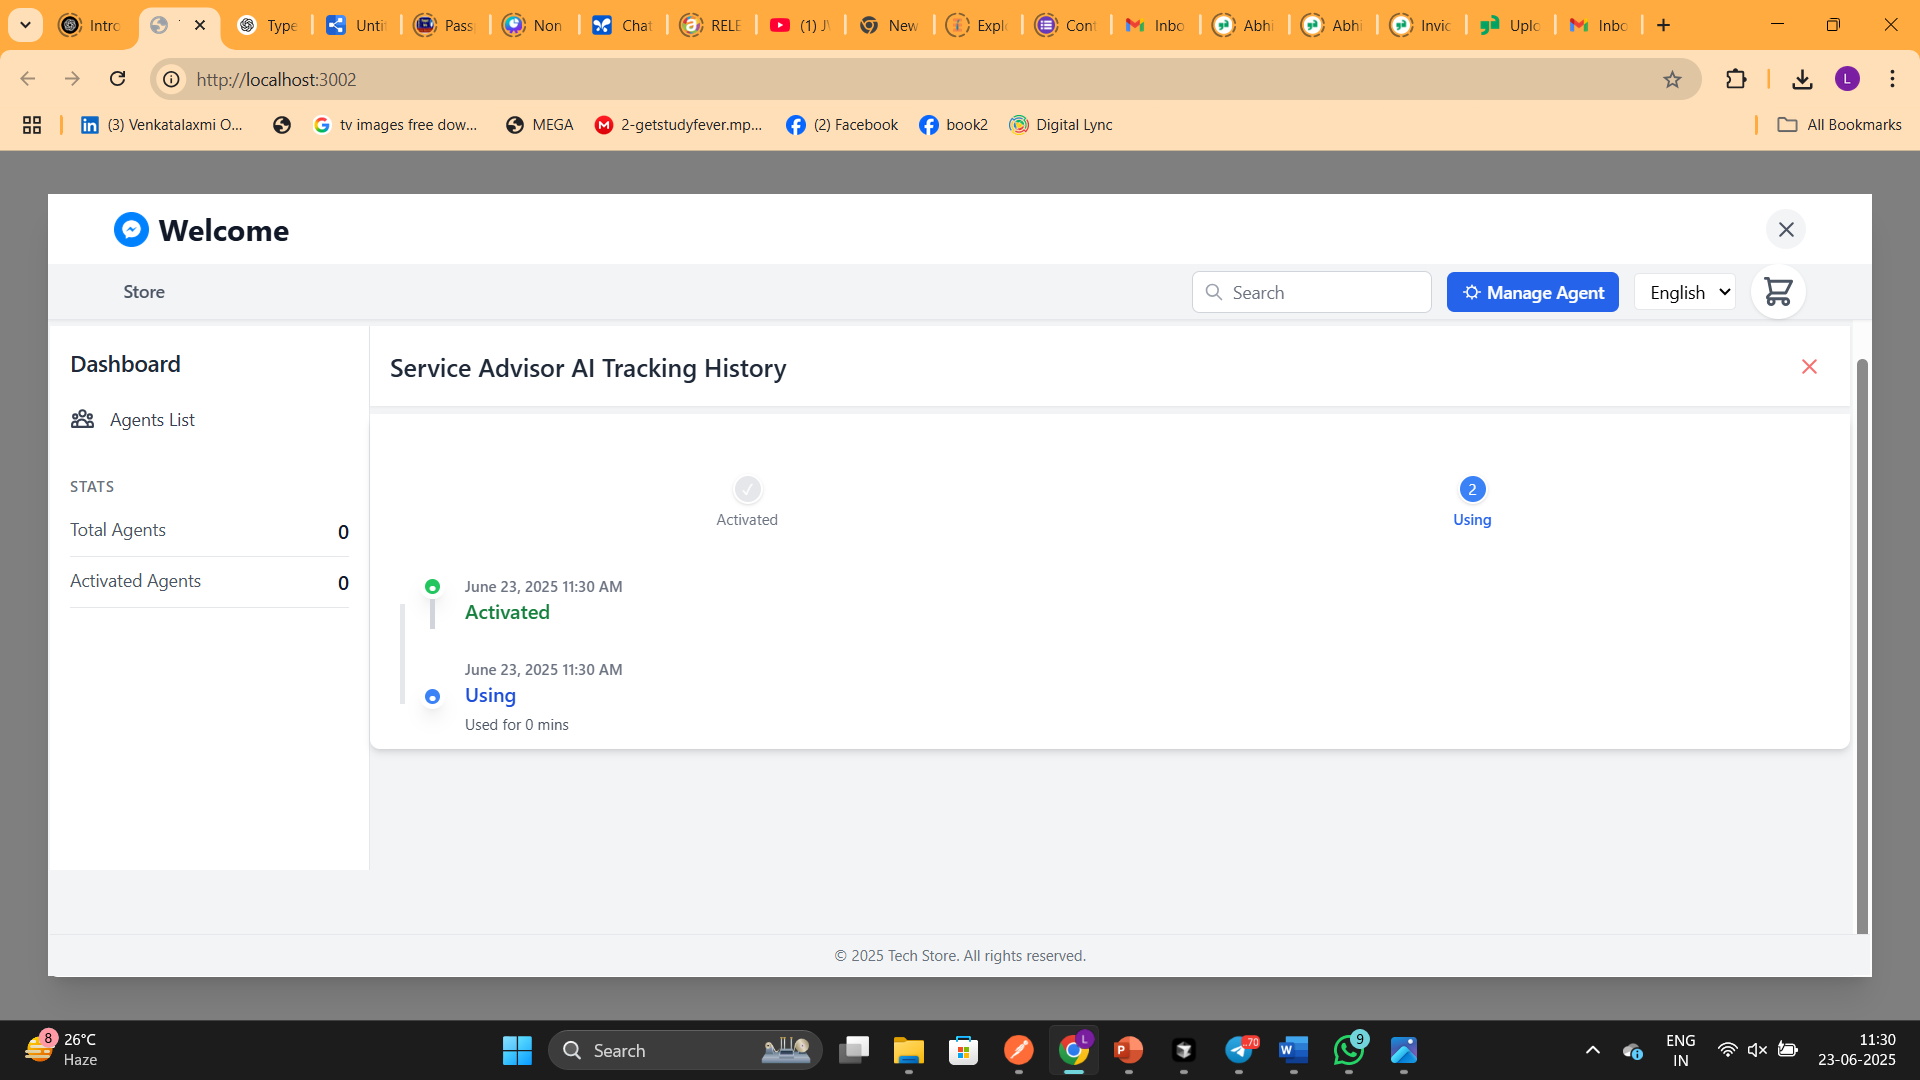 Intro
Type
Unti
Pass
Non
Chat
RELE
(1) J
New
Explo
Cont
Inbo
Abhi
Abhi
Invic
Uplo
Inbo
http://localhost:3002
L
(3) Venkatalaxmi O...
tv images free dow...
MEGA
2-getstudyfever.mp...
(2) Facebook
book2
Digital Lync
All Bookmarks
Welcome
Store
Search
Manage Agent
English
Dashboard
Agents List
STATS
Total Agents 0
Activated Agents 0
Service Advisor AI Tracking History
Activated
2
Using
June 23, 2025 11:30 AM
Activated
June 23, 2025 11:30 AM
Using
Used for 0 mins
© 2025 Tech Store. All rights reserved.
8
26°C
Haze
Search
L
P
.70
W
9
ENG
IN
11:30
23-06-2025